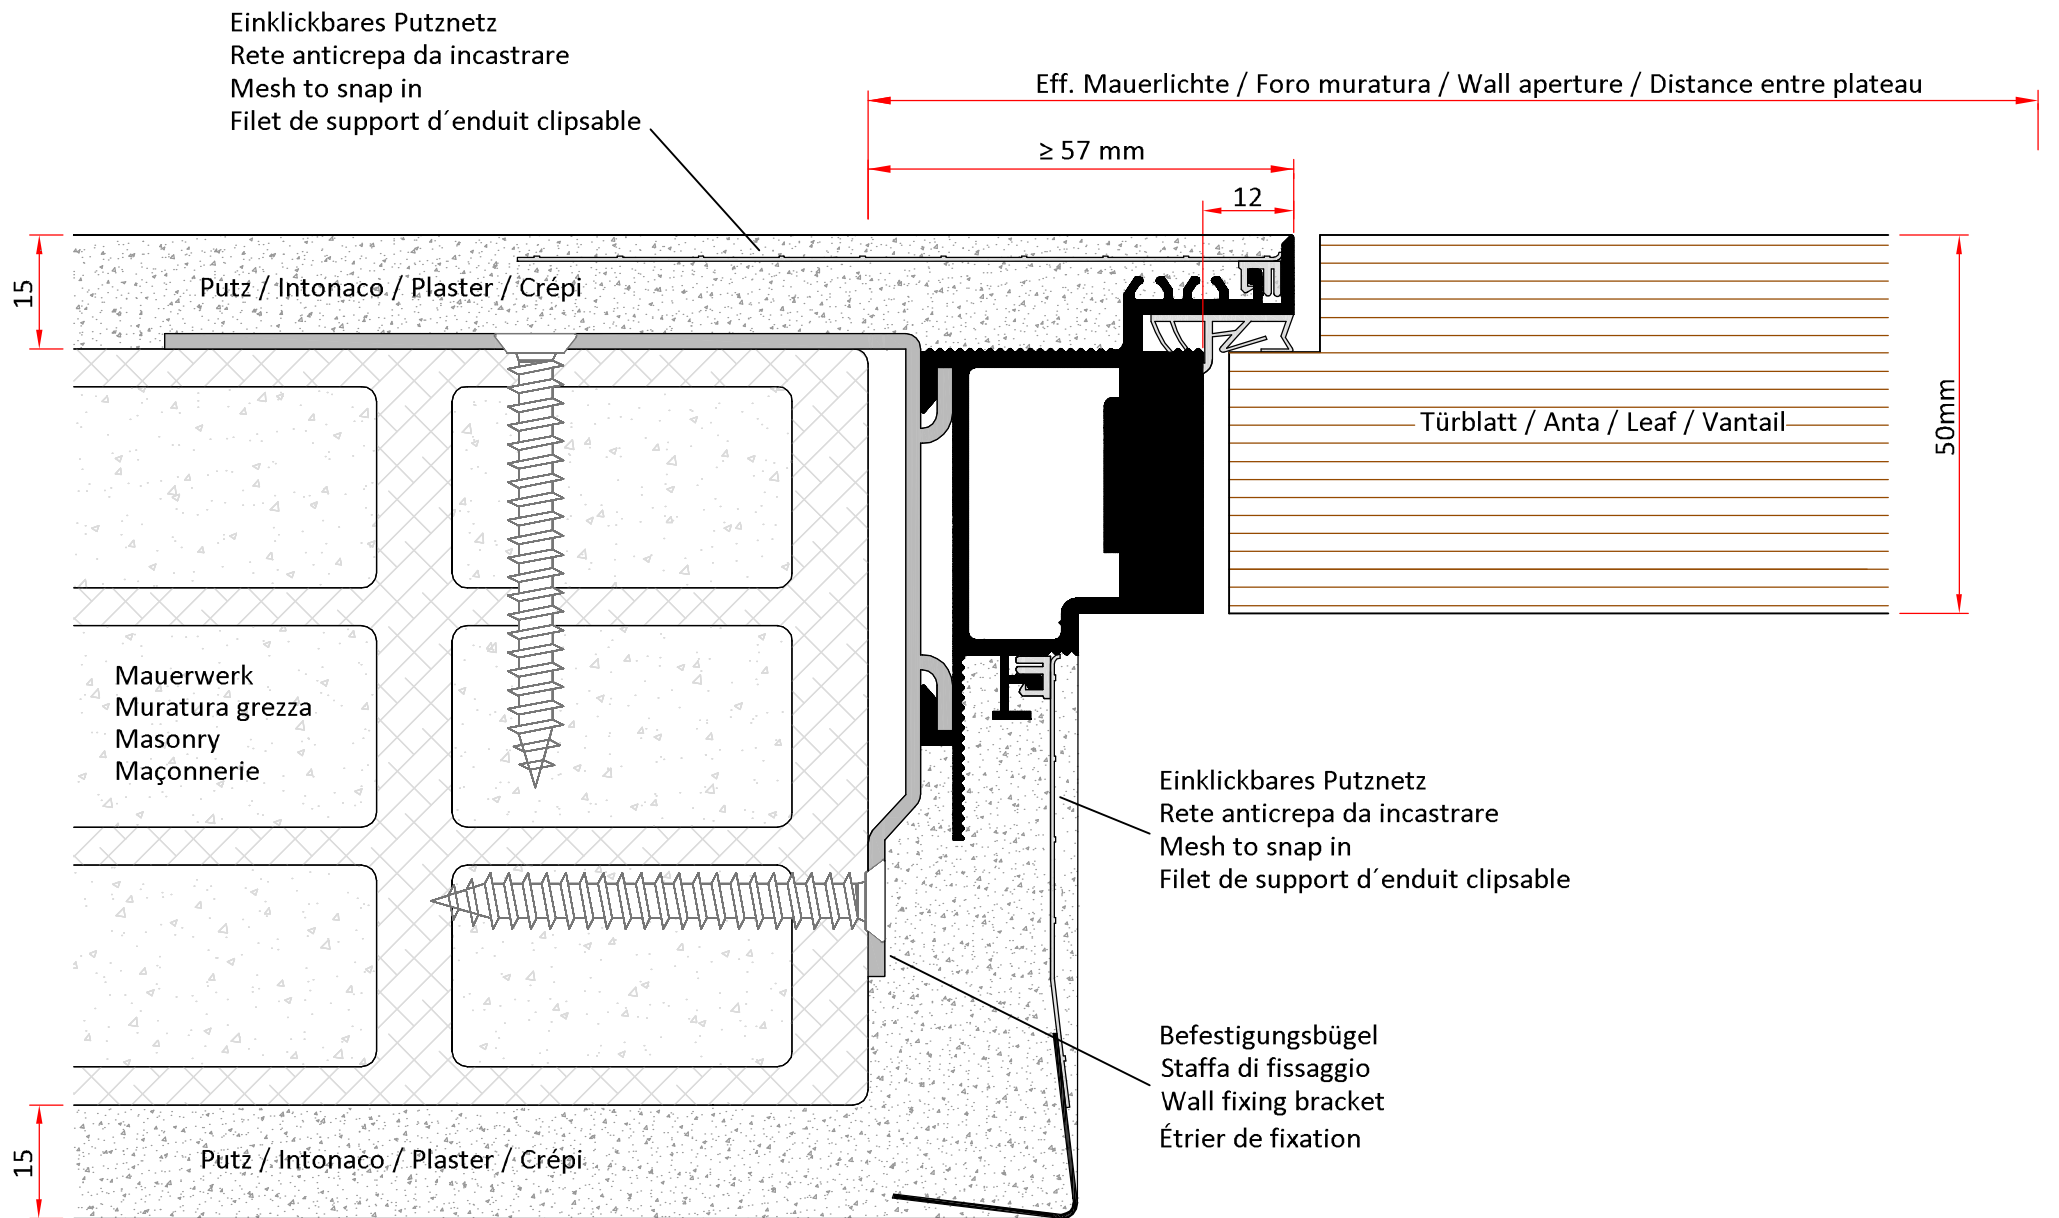 Einklickbares Putznetz
Rete anticrepa da incastrare
Mesh to snap in
Filet de support d´enduit clipsable
Eff. Mauerlichte / Foro muratura / Wall aperture / Distance entre plateau
≥ 57 mm
12
15
Putz / Intonaco / Plaster / Crépi
Türblatt / Anta / Leaf / Vantail
50mm
Mauerwerk
Muratura grezza
Masonry
Maçonnerie
Einklickbares Putznetz
Rete anticrepa da incastrare
Mesh to snap in
Filet de support d´enduit clipsable
Befestigungsbügel
Staffa di fissaggio
Wall fixing bracket
Étrier de fixation
15
Putz / Intonaco / Plaster / Crépi